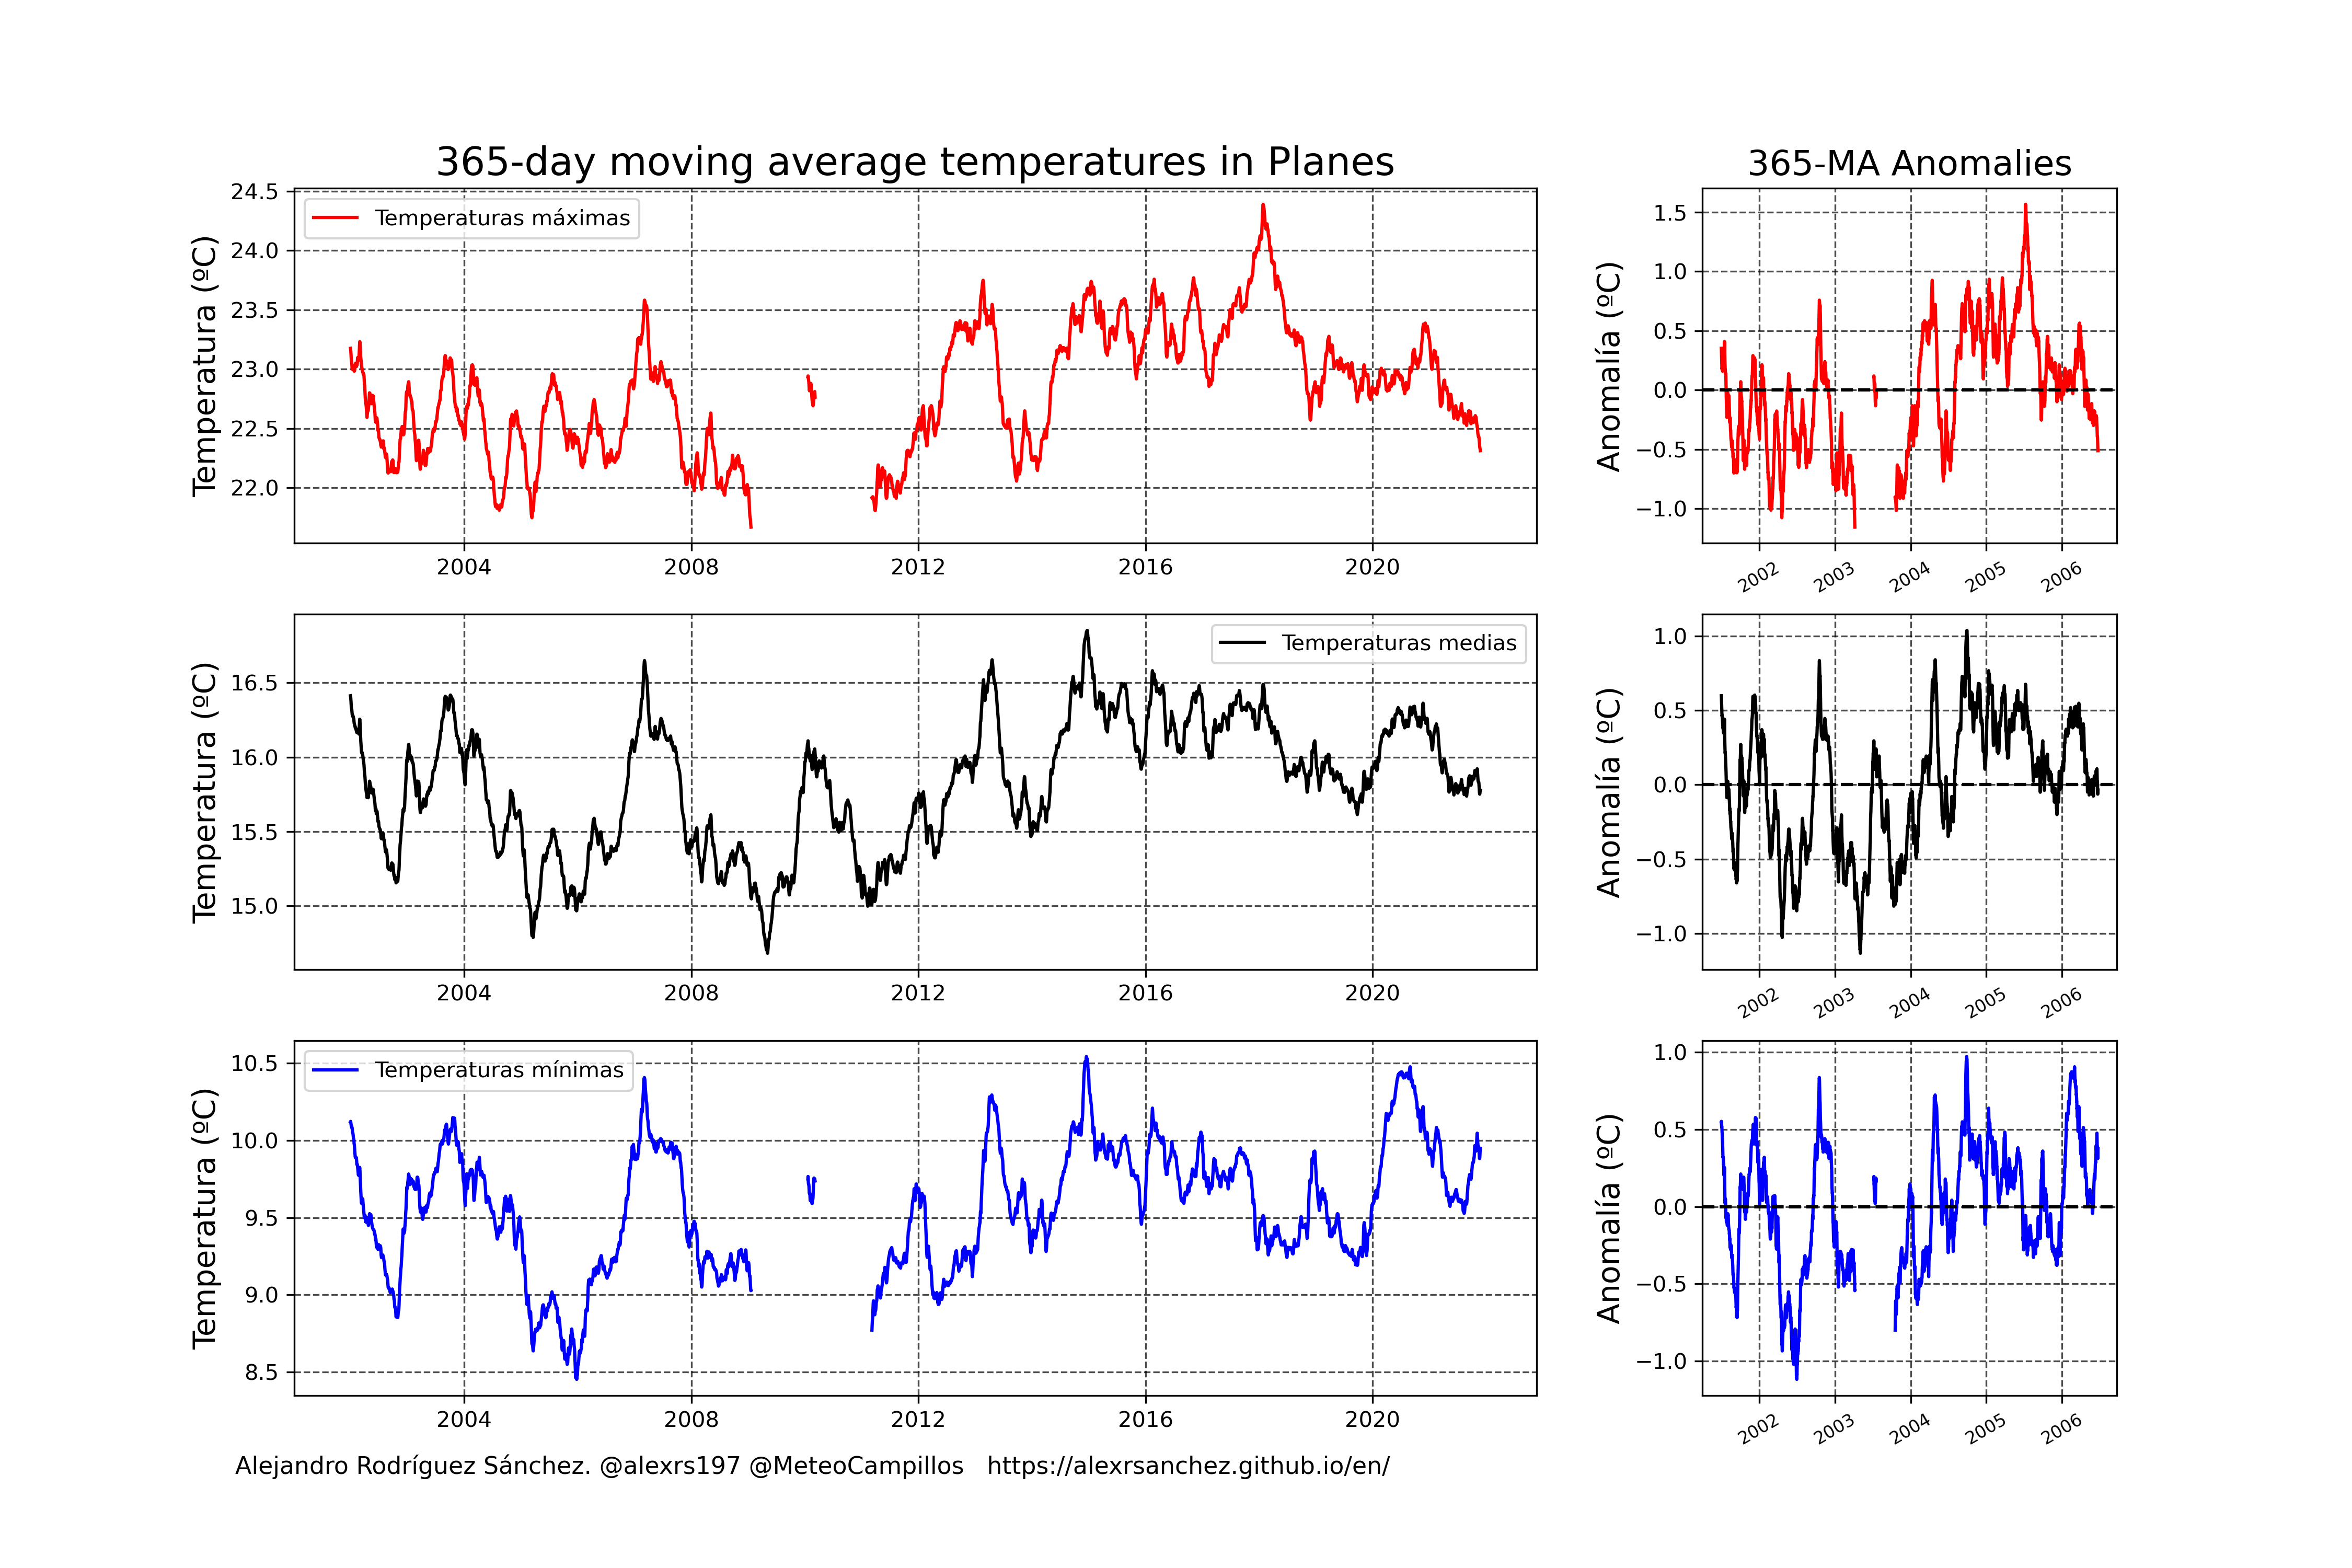 365-day moving average temperatures in Planes
365-MA Anomalies
Temperatura (ºC)
24.5
24.0
23.5
23.0
22.5
22.0
Temperaturas máximas
2004 2008 2012 2016 2020
Anomalía (ºC)
1.5
1.0
0.5
0.0
−0.5
−1.0
2002 2003 2004 2005 2006
Temperatura (ºC)
16.5
16.0
15.5
15.0
Temperaturas medias
2004 2008 2012 2016 2020
Anomalía (ºC)
1.0
0.5
0.0
−0.5
−1.0
2002 2003 2004 2005 2006
Temperatura (ºC)
10.5
10.0
9.5
9.0
8.5
Temperaturas mínimas
2004 2008 2012 2016 2020
Anomalía (ºC)
1.0
0.5
0.0
−0.5
−1.0
2002 2003 2004 2005 2006
Alejandro Rodríguez Sánchez. @alexrs197 @MeteoCampillos https://alexrsanchez.github.io/en/